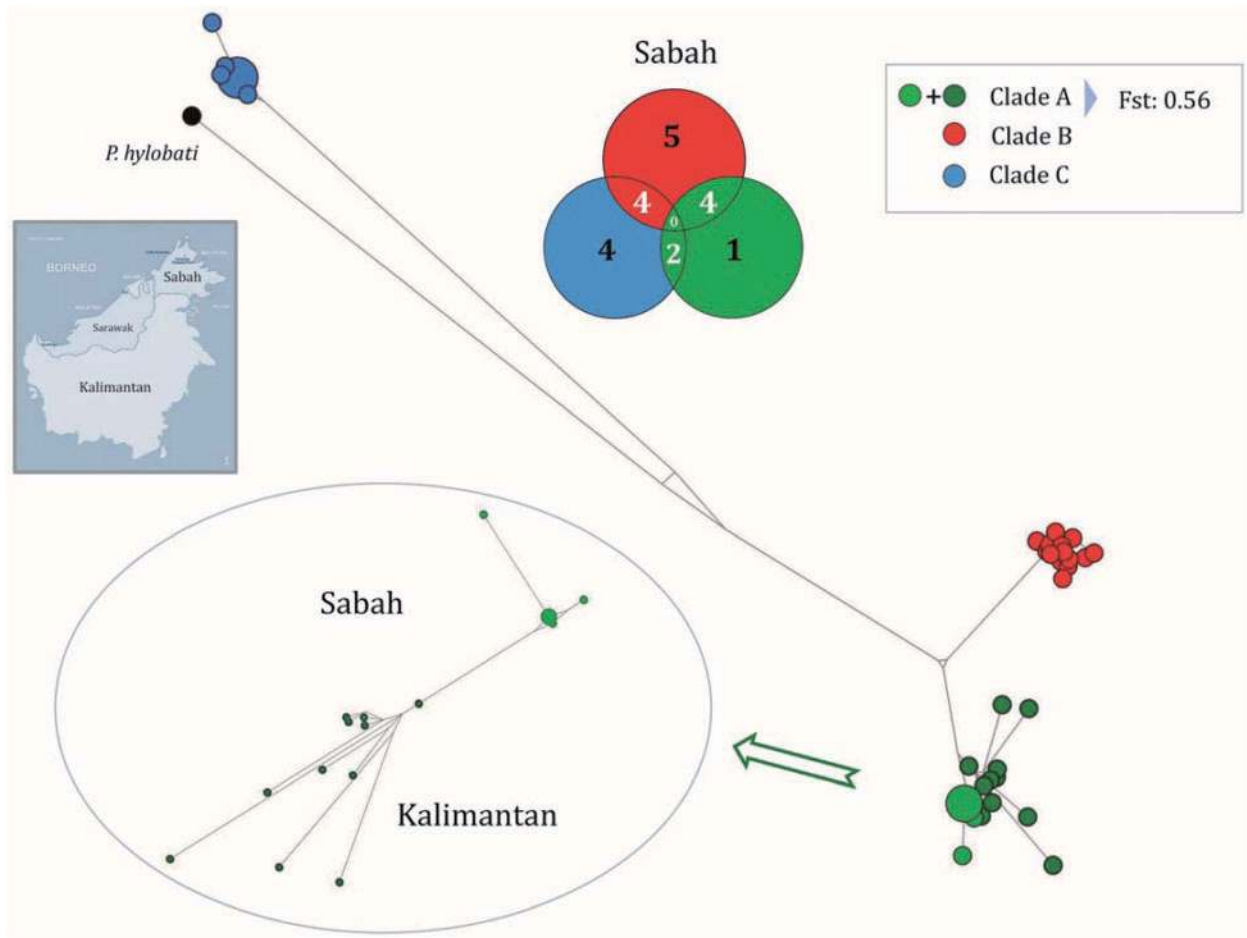 Sabah
5
4 4
0
4 2 1
+ Clade A Fst: 0.56
Clade B
Clade C
P. hylobati
BORNEO
Sabah
Sarawak
Kalimantan
Sabah
Kalimantan